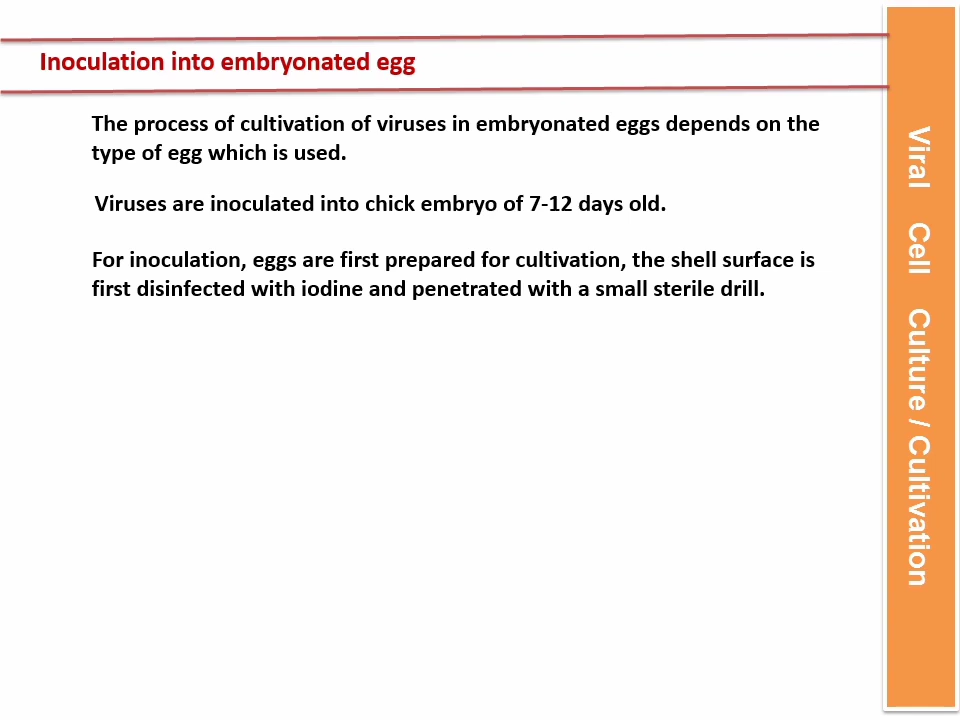 Inoculation into embryonated egg
The process of cultivation of viruses in embryonated eggs depends on the
type of egg which is used.
Viruses are inoculated into chick embryo of 7-12 days old.
For inoculation, eggs are first prepared for cultivation, the shell surface is
first disinfected with iodine and penetrated with a small sterile drill.
Viral Cell Culture / Cultivation